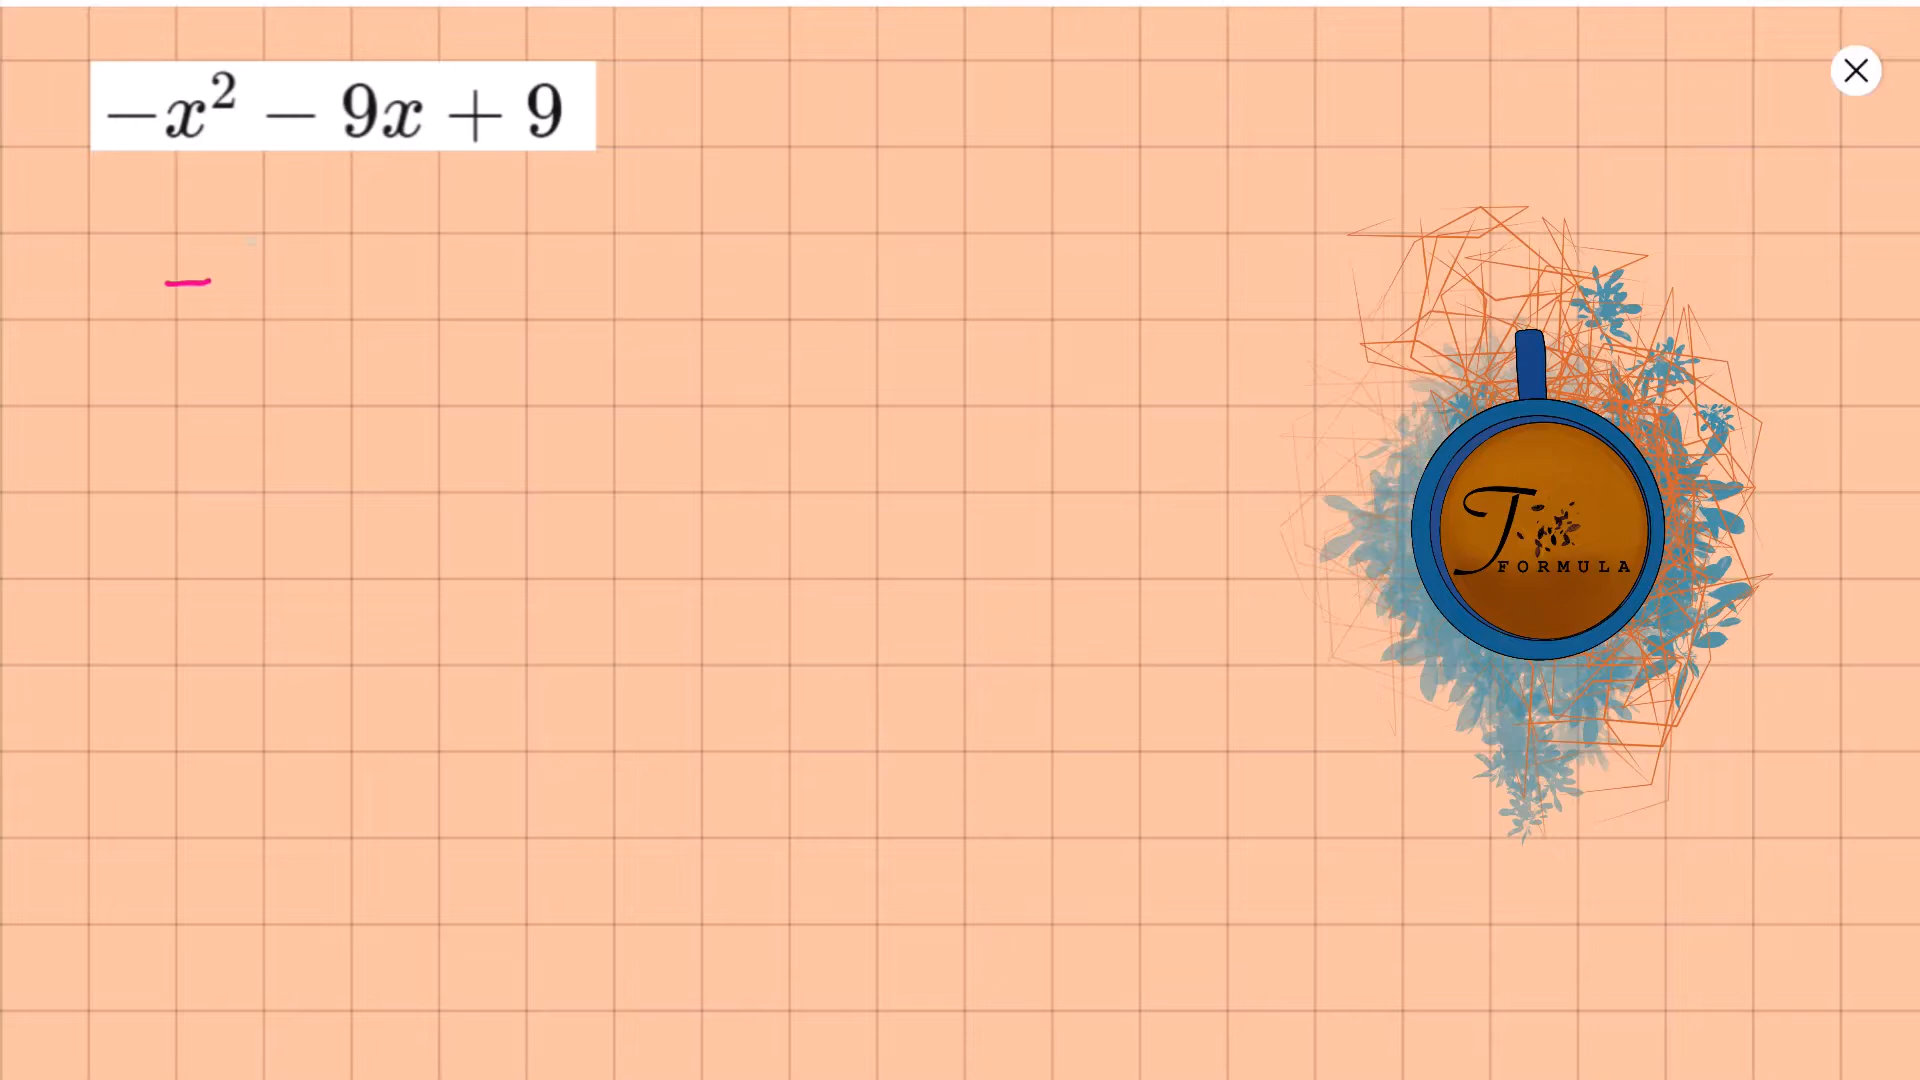 −x² − 9x + 9
T
FORMULA